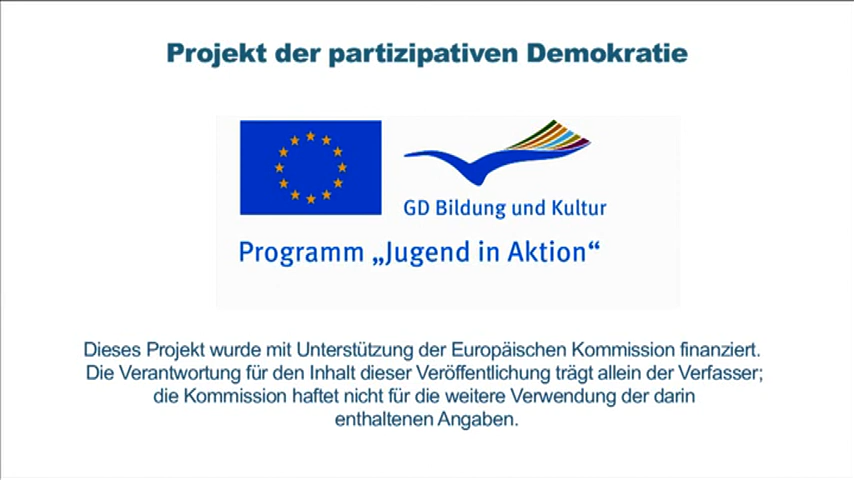 Projekt der partizipativen Demokratie
GD Bildung und Kultur
Programm „Jugend in Aktion“
Dieses Projekt wurde mit Unterstützung der Europäischen Kommission finanziert.
Die Verantwortung für den Inhalt dieser Veröffentlichung trägt allein der Verfasser;
die Kommission haftet nicht für die weitere Verwendung der darin
enthaltenen Angaben.